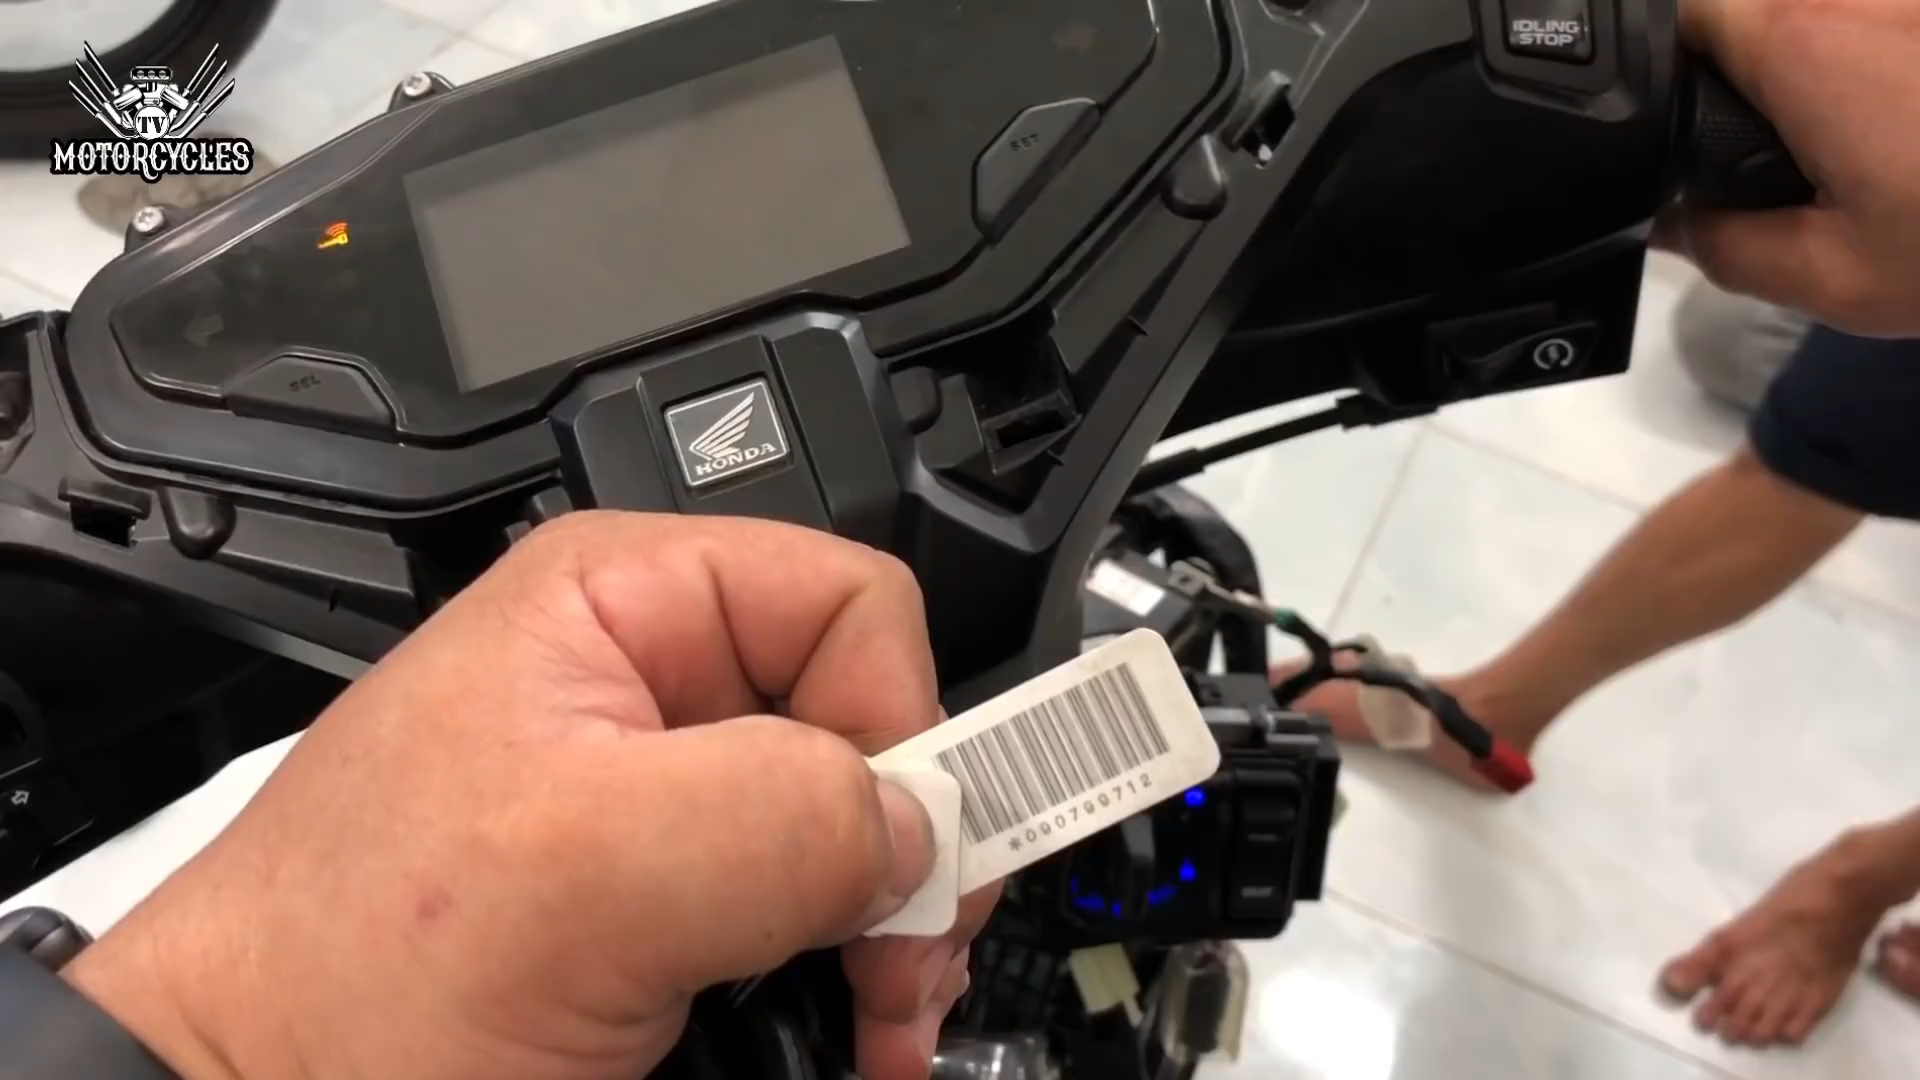 TV
MOTORCYCLES
IDLING
STOP
SET
SEL
HONDA
*090799712